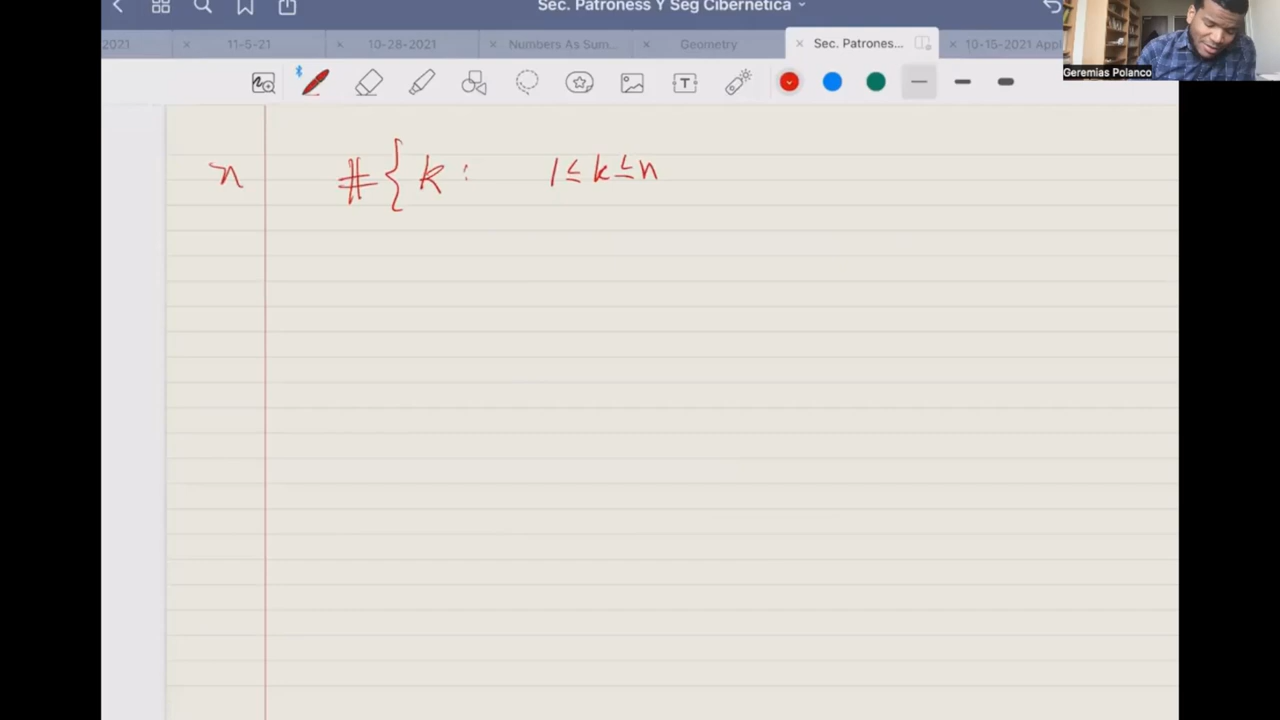 Sec. Patroness Y Seg Cibernetica
2021
11-5-21
10-28-2021
Numbers As Sum...
Geometry
Sec. Patrones...
10-15-2021 Appl
Geremias Polanco
n #{k: 1≤k≤n